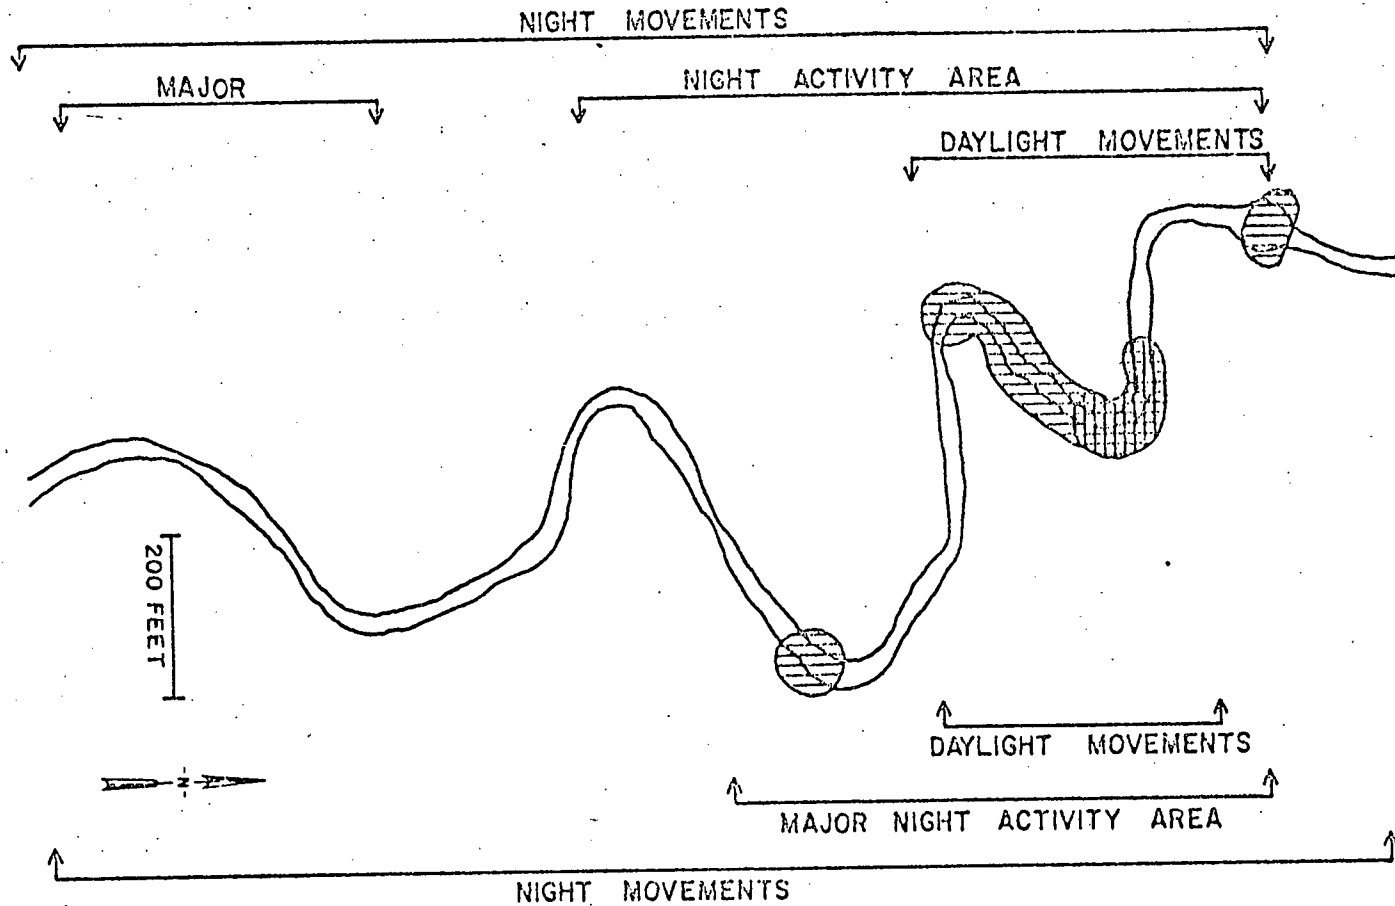 NIGHT MOVEMENTS
MAJOR
NIGHT ACTIVITY AREA
DAYLIGHT MOVEMENTS
200 FEET
N
DAYLIGHT MOVEMENTS
MAJOR NIGHT ACTIVITY AREA
NIGHT MOVEMENTS